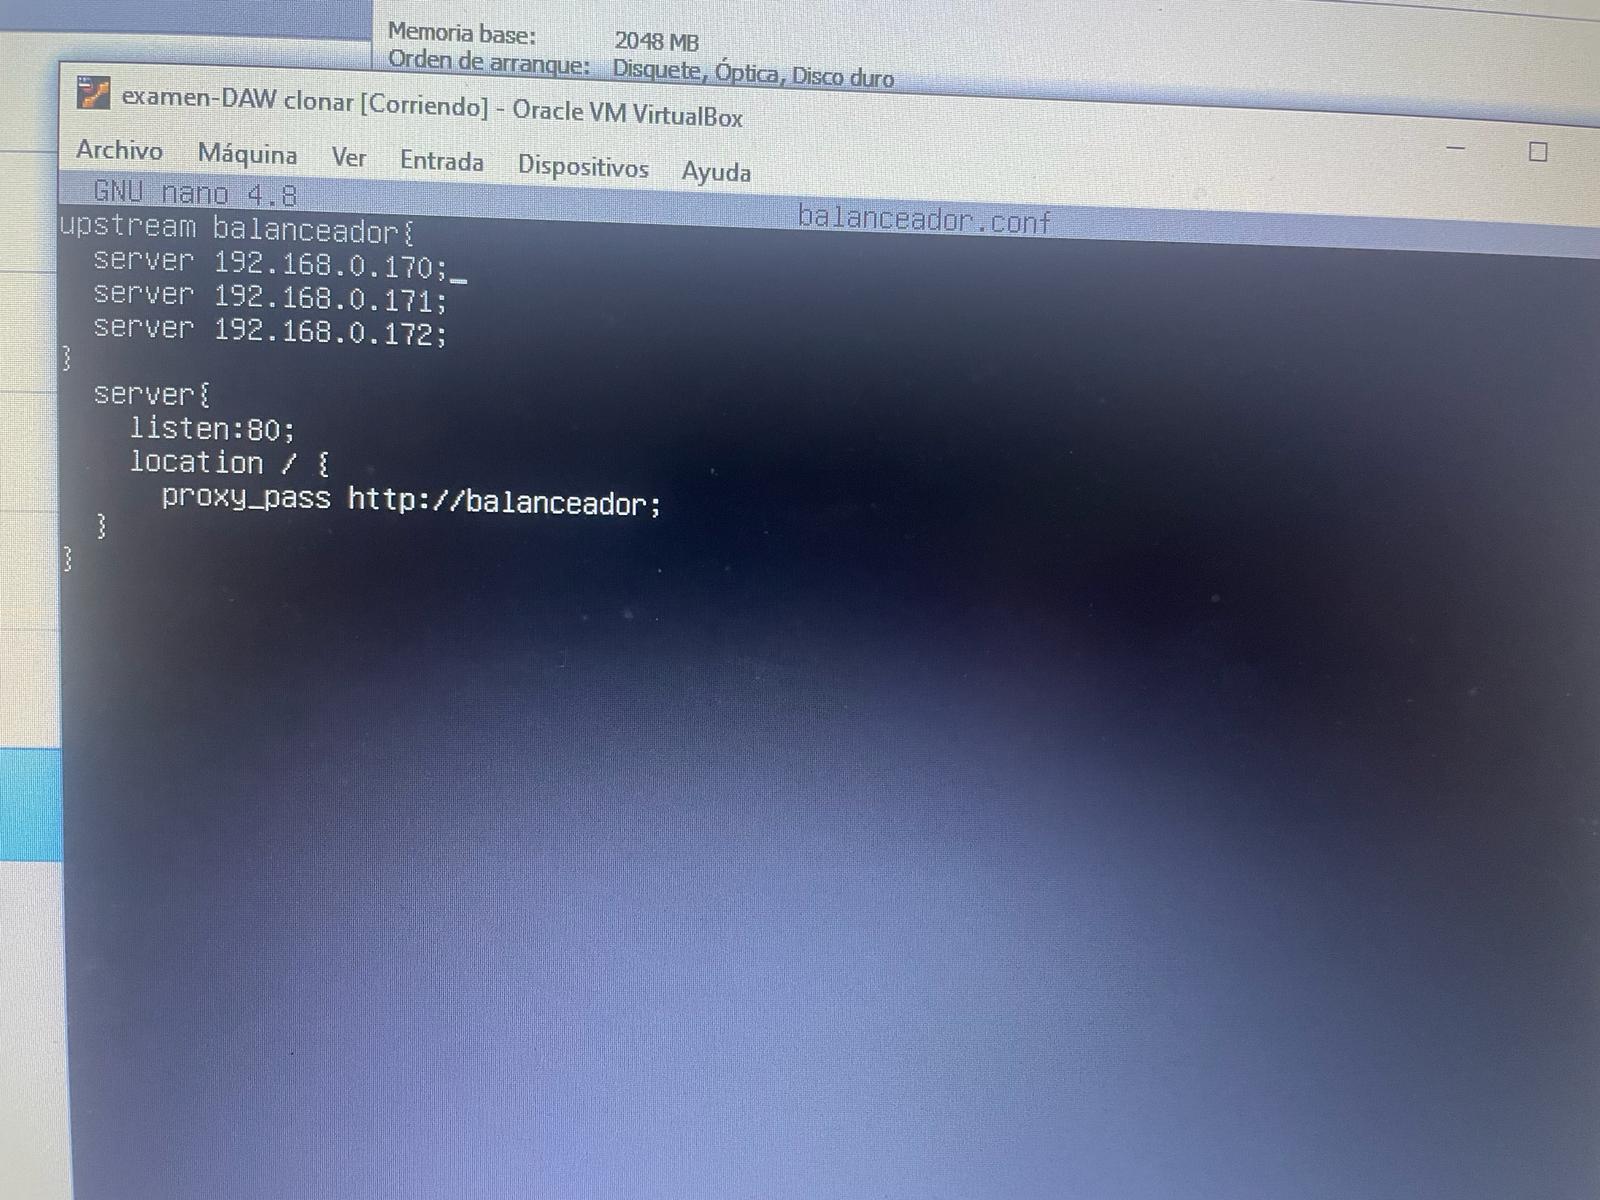 Memoria base: 2048 MB
Orden de arranque: Disquete, Óptica, Disco duro
examen-DAW clonar [Corriendo] - Oracle VM VirtualBox
Archivo Máquina Ver Entrada Dispositivos Ayuda
GNU nano 4.8 balanceador.conf
upstream balanceador{
server 192.168.0.170;_
server 192.168.0.171;
server 192.168.0.172;
}
server{
listen:80;
location / {
proxy_pass http://balanceador;
}
}